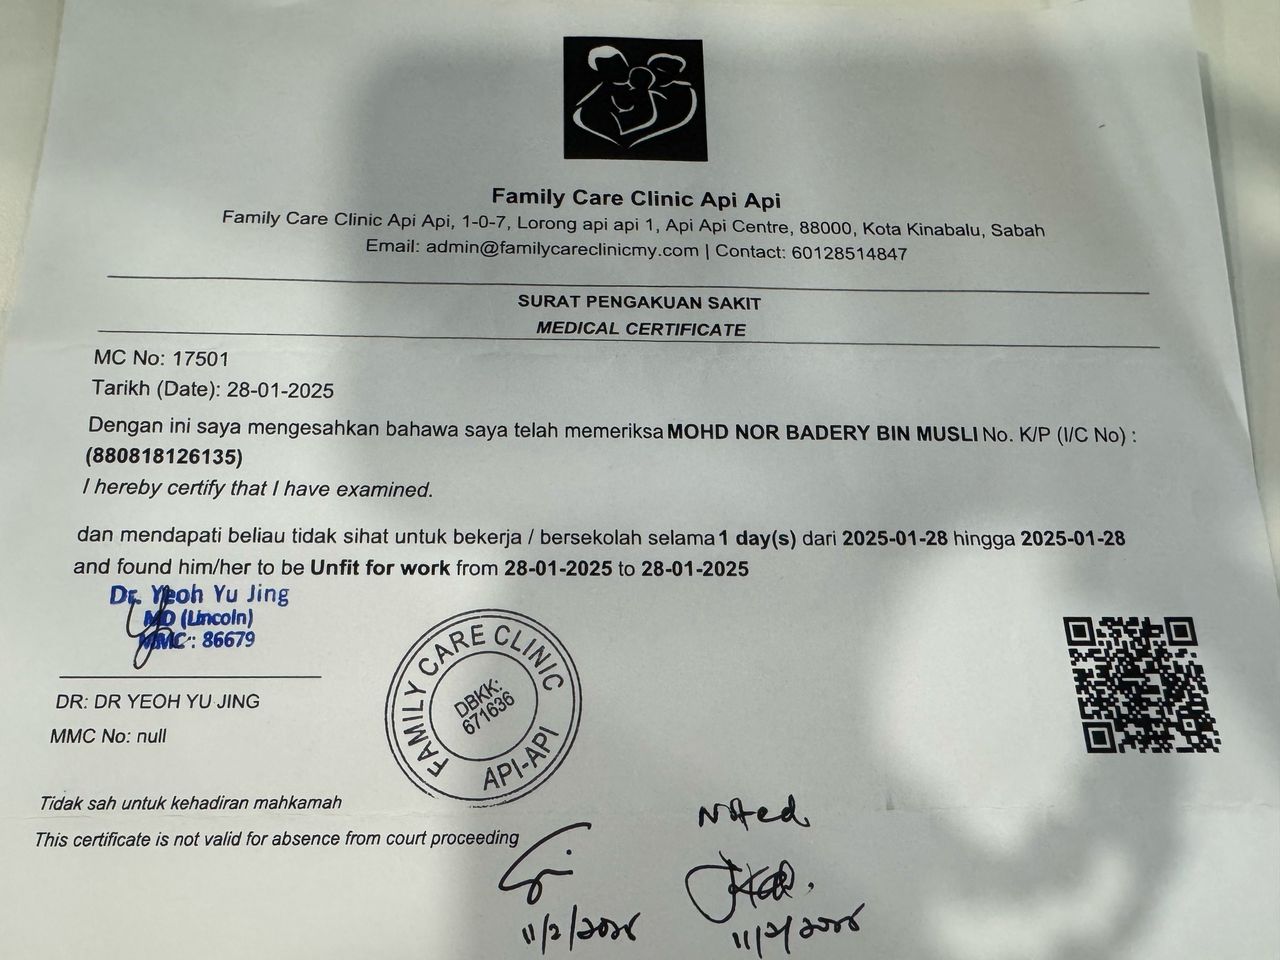 Family Care Clinic Api Api
Family Care Clinic Api Api, 1-0-7, Lorong api api 1, Api Api Centre, 88000, Kota Kinabalu, Sabah
Email: admin@familycareclinicmy.com | Contact: 60128514847
SURAT PENGAKUAN SAKIT
MEDICAL CERTIFICATE
MC No: 17501
Tarikh (Date): 28-01-2025
Dengan ini saya mengesahkan bahawa saya telah memeriksa MOHD NOR BADERY BIN MUSLI No. K/P (I/C No) :
(880818126135)
I hereby certify that I have examined.
dan mendapati beliau tidak sihat untuk bekerja / bersekolah selama 1 day(s) dari 2025-01-28 hingga 2025-01-28
and found him/her to be Unfit for work from 28-01-2025 to 28-01-2025
Dr. Yeoh Yu Jing
MD (Lincoln)
MMC : 86679
DR: DR YEOH YU JING
MMC No: null
FAMILY CARE CLINIC
DBKK:
671636
API-API
Tidak sah untuk kehadiran mahkamah
This certificate is not valid for absence from court proceeding
Noted